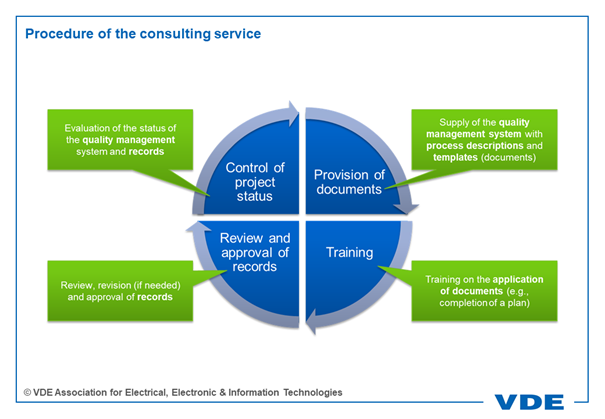 Procedure of the consulting service
Evaluation of the status of
the quality management
system and records
Supply of the quality
management system with
process descriptions and
templates (documents)
Control of
project
status
Provision of
documents
Review and
approval of
records
Training
Review, revision (if needed)
and approval of records
Training on the application
of documents (e.g.,
completion of a plan)
© VDE Association for Electrical, Electronic & Information Technologies
VDE